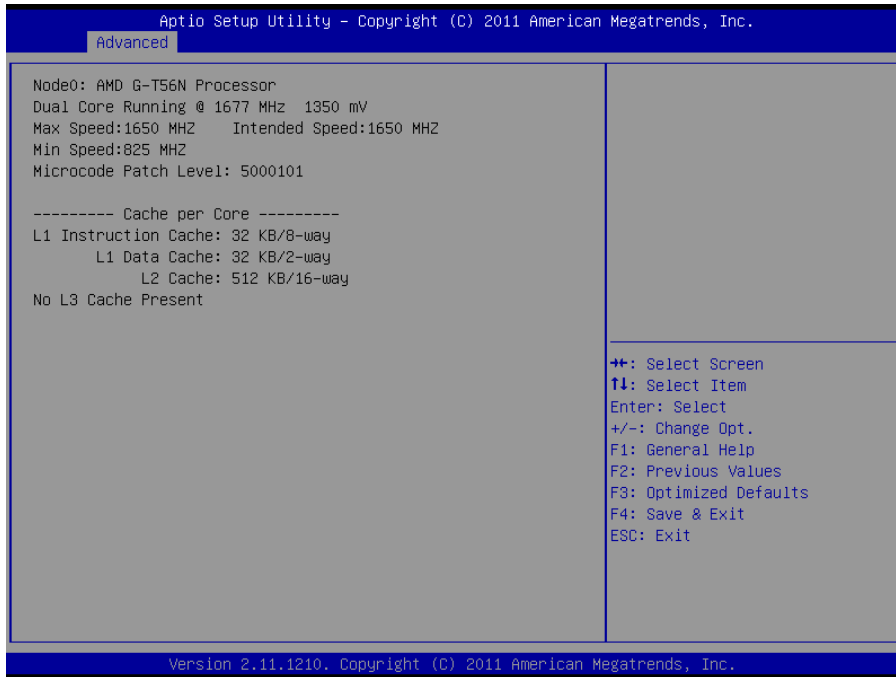 Aptio Setup Utility – Copyright (C) 2011 American Megatrends, Inc.
Advanced
Node0: AMD G-T56N Processor
Dual Core Running @ 1677 MHz  1350 mV
Max Speed:1650 MHZ    Intended Speed:1650 MHZ
Min Speed:825 MHZ
Microcode Patch Level: 5000101
--------- Cache per Core ---------
L1 Instruction Cache: 32 KB/8-way
L1 Data Cache: 32 KB/2-way
L2 Cache: 512 KB/16-way
No L3 Cache Present
→←: Select Screen
↑↓: Select Item
Enter: Select
+/-: Change Opt.
F1: General Help
F2: Previous Values
F3: Optimized Defaults
F4: Save & Exit
ESC: Exit
Version 2.11.1210. Copyright (C) 2011 American Megatrends, Inc.